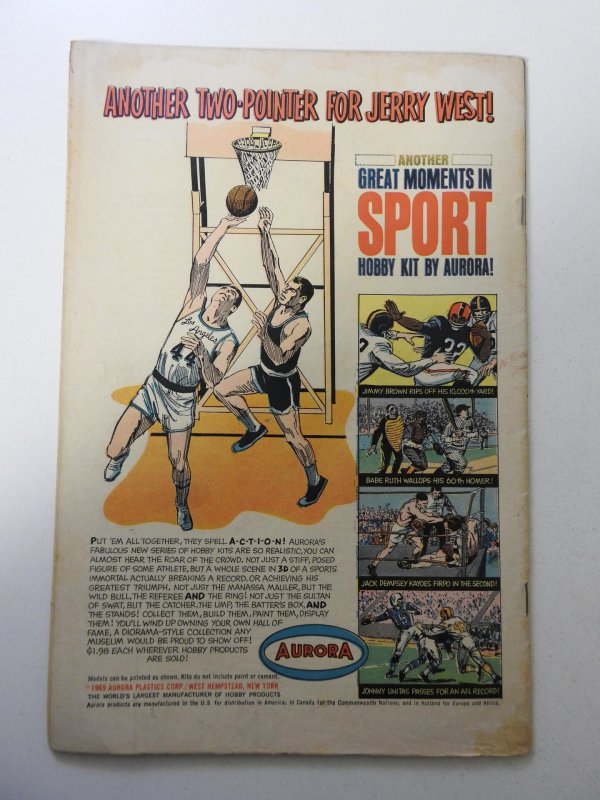 ANOTHER TWO-POINTER FOR JERRY WEST!
ANOTHER
GREAT MOMENTS IN
SPORT
HOBBY KIT BY AURORA!
Los Angeles
44
32
JIMMY BROWN RIPS OFF HIS 10,000th YARD!
BABE RUTH WALLOPS HIS 60th HOMER!
JACK DEMPSEY KAYOES FIRPO IN THE SECOND!
JOHNNY UNITAS PASSES FOR AN AFL RECORD!
PUT 'EM ALL TOGETHER, THEY SPELL A-C-T-I-O-N! AURORA'S
FABULOUS NEW SERIES OF HOBBY KITS ARE SO REALISTIC, YOU CAN
ALMOST HEAR THE ROAR OF THE CROWD. NOT JUST A STIFF, POSED
FIGURE OF SOME ATHLETE, BUT A WHOLE SCENE IN 3D OF A SPORTS
IMMORTAL ACTUALLY BREAKING A RECORD, OR ACHIEVING HIS
GREATEST TRIUMPH. NOT JUST THE MANASSA MAULER, BUT THE
WILD BULL, THE REFEREE AND THE RING! NOT JUST THE SULTAN
OF SWAT, BUT THE CATCHER, THE UMP, THE BATTER'S BOX, AND
THE STANDS! COLLECT THEM, BUILD THEM, PAINT THEM, DISPLAY
THEM! YOU'LL WIND UP OWNING YOUR OWN HALL OF
FAME, A DIORAMA-STYLE COLLECTION ANY
MUSEUM WOULD BE PROUD TO SHOW OFF!
$1.98 EACH WHEREVER HOBBY PRODUCTS
ARE SOLD!
AURORA
Models can be painted as shown. Kits do not include paint or cement.
© 1965 AURORA PLASTICS CORP. / WEST HEMPSTEAD, NEW YORK
THE WORLD'S LARGEST MANUFACTURER OF HOBBY PRODUCTS
Aurora products are manufactured in the U.S. for distribution in America; in Canada for the Commonwealth Nations; and in Holland for Europe and Africa.